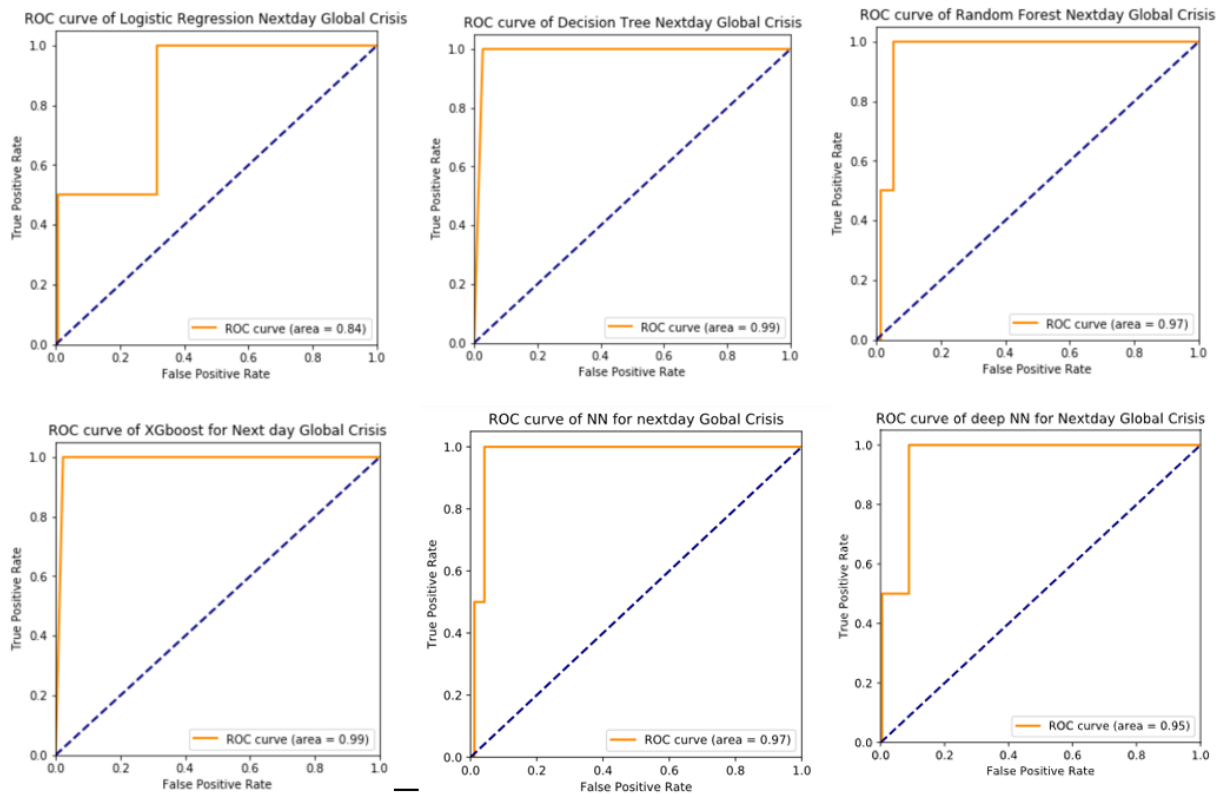 ROC curve of Logistic Regression Nextday Global Crisis
1.0
0.8
0.6
0.4
0.2
0.0
True Positive Rate
ROC curve (area = 0.84)
0.0 0.2 0.4 0.6 0.8 1.0
False Positive Rate
ROC curve of Decision Tree Nextday Global Crisis
1.0
0.8
0.6
0.4
0.2
0.0
True Positive Rate
ROC curve (area = 0.99)
0.0 0.2 0.4 0.6 0.8 1.0
False Positive Rate
ROC curve of Random Forest Nextday Global Crisis
1.0
0.8
0.6
0.4
0.2
0.0
True Positive Rate
ROC curve (area = 0.97)
0.0 0.2 0.4 0.6 0.8 1.0
False Positive Rate
ROC curve of XGboost for Next day Global Crisis
1.0
0.8
0.6
0.4
0.2
0.0
True Positive Rate
ROC curve (area = 0.99)
0.0 0.2 0.4 0.6 0.8 1.0
False Positive Rate
ROC curve of NN for nextday Gobal Crisis
1.0
0.8
0.6
0.4
0.2
0.0
True Positive Rate
ROC curve (area = 0.97)
0.0 0.2 0.4 0.6 0.8 1.0
False Positive Rate
ROC curve of deep NN for Nextday Global Crisis
1.0
0.8
0.6
0.4
0.2
0.0
True Positive Rate
ROC curve (area = 0.95)
0.0 0.2 0.4 0.6 0.8 1.0
False Positive Rate